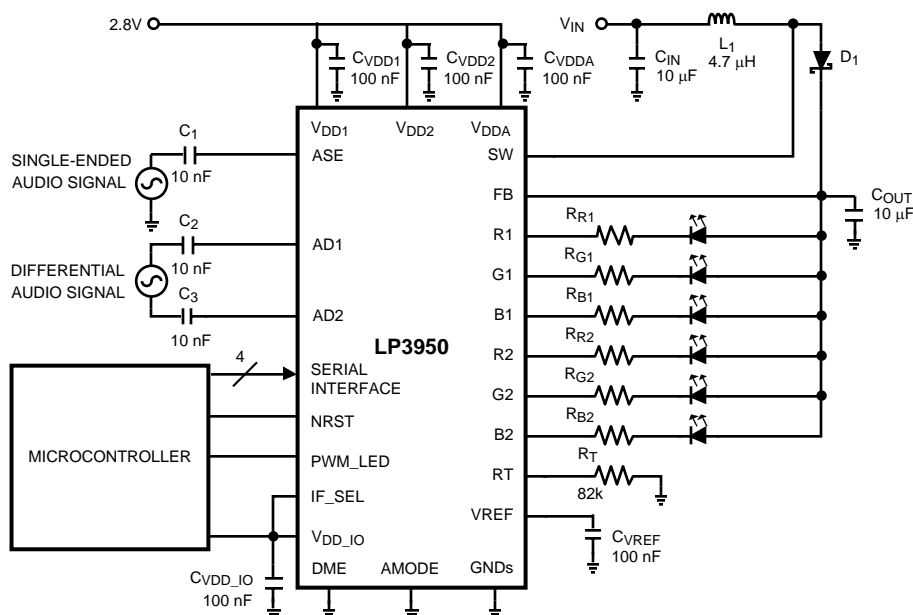 2.8V
VIN
CVDD1
100 nF
CVDD2
100 nF
CVDDA
100 nF
CIN
10 μF
L1
4.7 μH
D1
VDD1
VDD2
VDDA
C1
10 nF
SINGLE-ENDED
AUDIO SIGNAL
ASE
SW
FB
COUT
10 μF
C2
10 nF
AD1
DIFFERENTIAL
AUDIO SIGNAL
C3
10 nF
AD2
R1
RR1
G1
RG1
B1
RB1
LP3950
R2
RR2
4
SERIAL
INTERFACE
G2
RG2
NRST
B2
RB2
MICROCONTROLLER
PWM_LED
RT
RT
82k
IF_SEL
VREF
VDD_IO
CVREF
100 nF
CVDD_IO
100 nF
DME
AMODE
GNDs